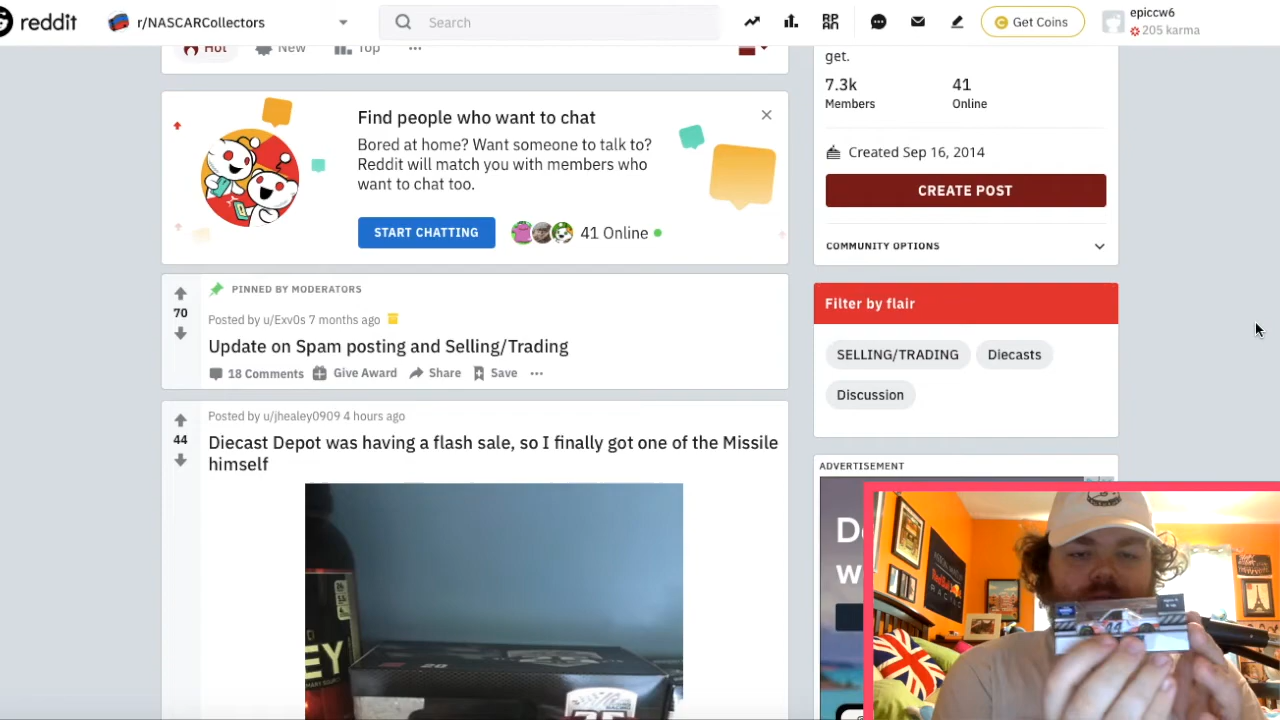 reddit
r/NASCARCollectors
Search
Get Coins
epiccw6
205 karma
Hot
New
Top
get.
7.3k
41
Members
Online
Find people who want to chat
Bored at home? Want someone to talk to?
Reddit will match you with members who
want to chat too.
START CHATTING
41 Online
Created Sep 16, 2014
CREATE POST
COMMUNITY OPTIONS
PINNED BY MODERATORS
70
Posted by u/Exv0s 7 months ago
Update on Spam posting and Selling/Trading
18 Comments
Give Award
Share
Save
Filter by flair
SELLING/TRADING
Diecasts
Discussion
Posted by u/jhealey0909 4 hours ago
44
Diecast Depot was having a flash sale, so I finally got one of the Missile
himself
ADVERTISEMENT
Red Bull
RACING
20